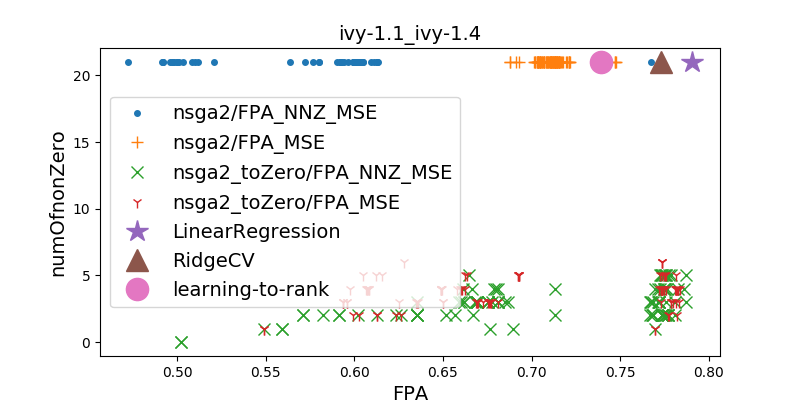 ivy-1.1_ivy-1.4
numOfnonZero
20
15
10
5
0
nsga2/FPA_NNZ_MSE
nsga2/FPA_MSE
nsga2_toZero/FPA_NNZ_MSE
nsga2_toZero/FPA_MSE
LinearRegression
RidgeCV
learning-to-rank
0.50 0.55 0.60 0.65 0.70 0.75 0.80
FPA